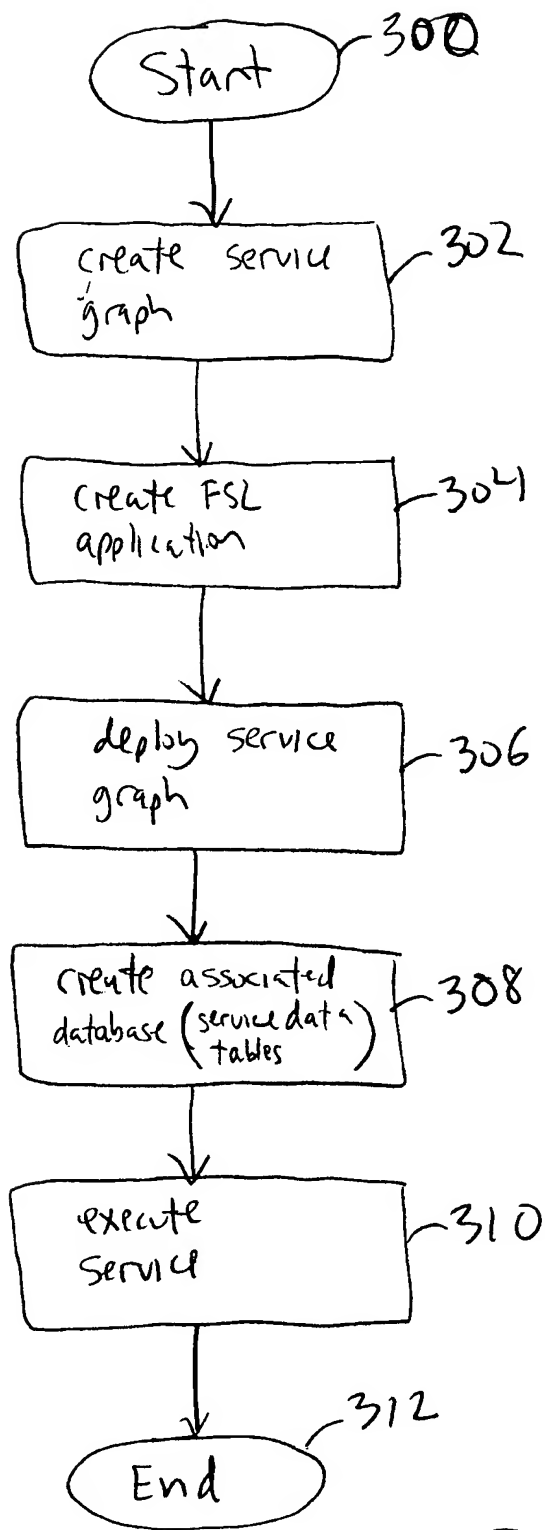 Start
300
create service
graph
302
create FSL
application
304
deploy service
graph
306
create associated
database (service data
tables)
308
execute
service
310
312
End